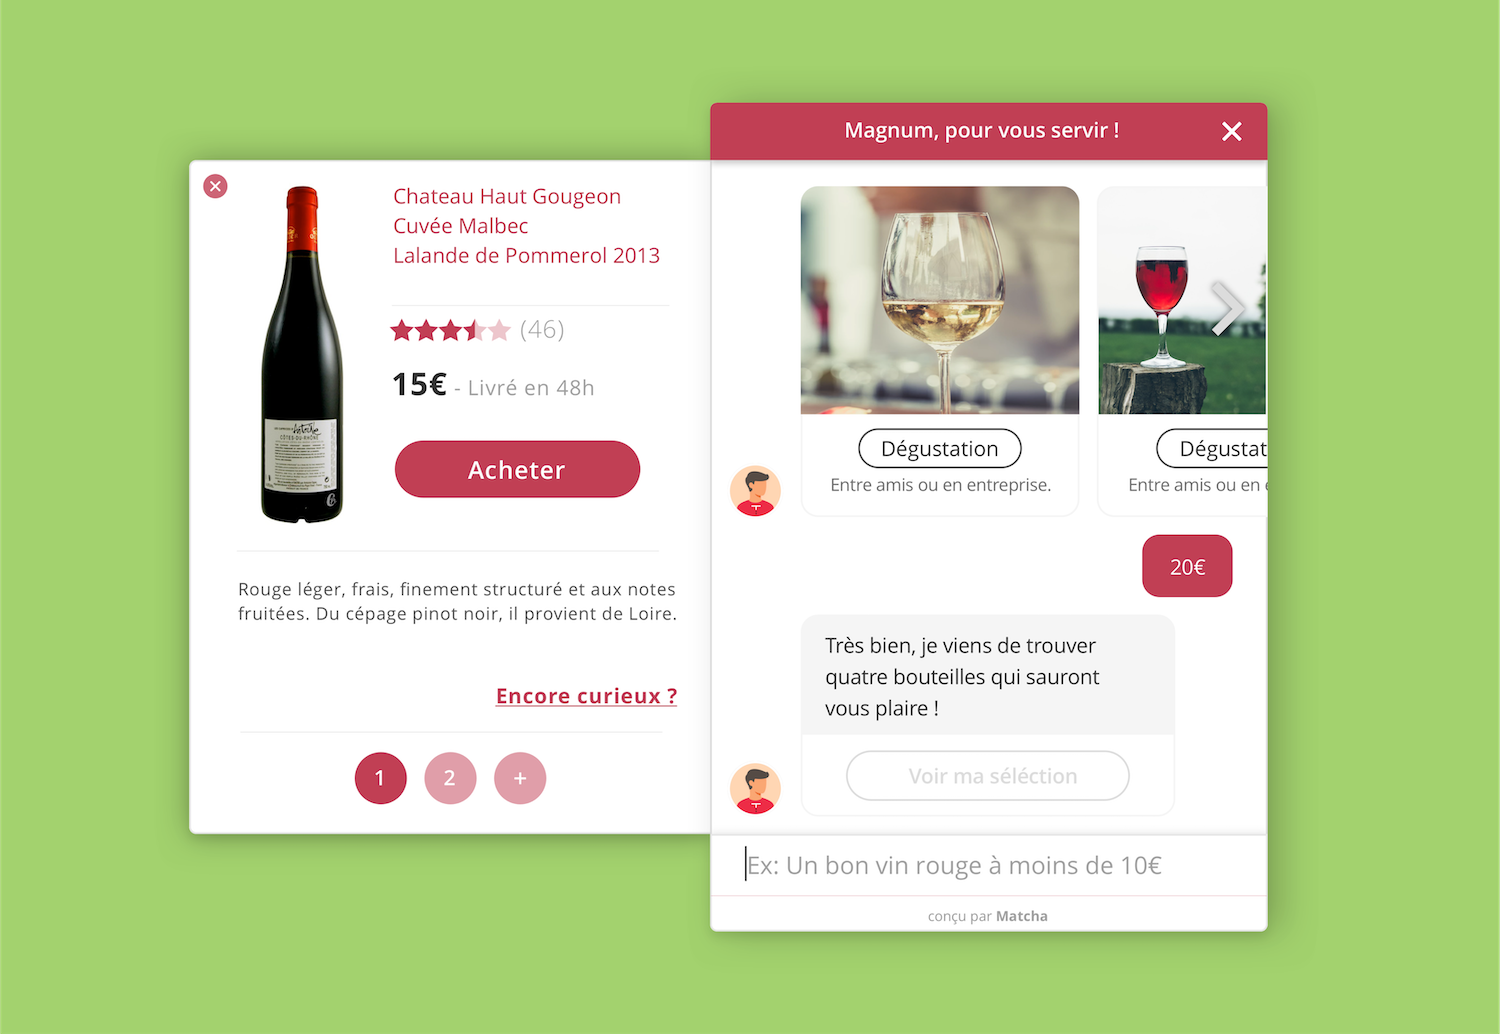 Chateau Haut Gougeon
Cuvée Malbec
Lalande de Pommerol 2013
(46)
15€ - Livré en 48h
Acheter
CÔTES-DU-RHÔNE
Rouge léger, frais, finement structuré et aux notes
fruitées. Du cépage pinot noir, il provient de Loire.
Encore curieux ?
1
2
+
Magnum, pour vous servir !
Dégustation
Entre amis ou en entreprise.
Dégustat
Entre amis ou en e
20€
Très bien, je viens de trouver
quatre bouteilles qui sauront
vous plaire !
Voir ma séléction
Ex: Un bon vin rouge à moins de 10€
conçu par Matcha